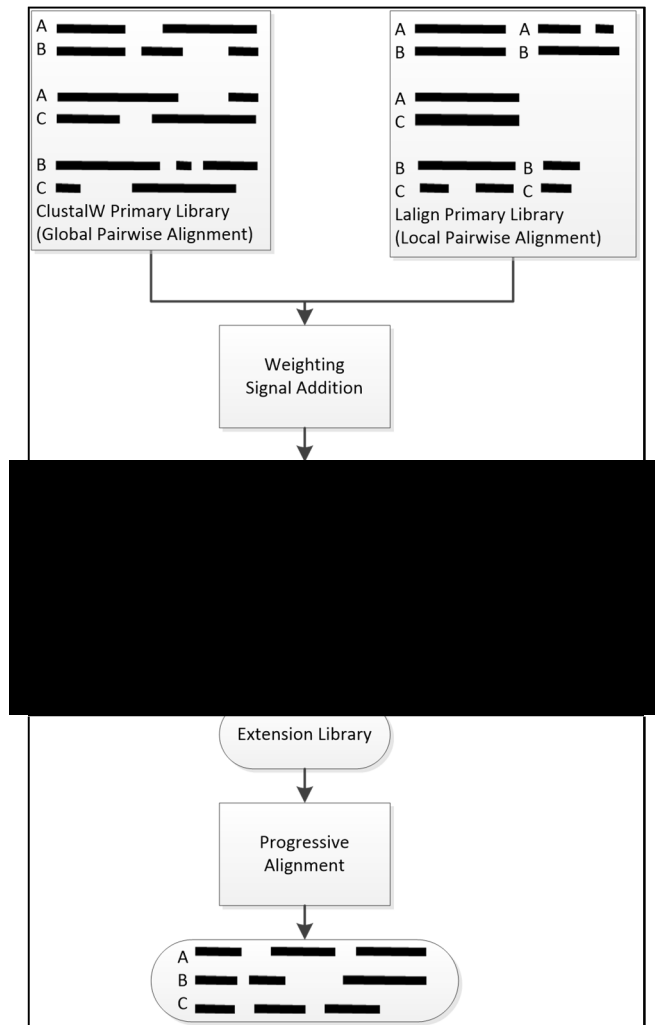 A
B
A
C
B
C
ClustalW Primary Library
(Global Pairwise Alignment)
A A
B B
A
C
B B
C C
Lalign Primary Library
(Local Pairwise Alignment)
Weighting
Signal Addition
Extension Library
Progressive
Alignment
A
B
C